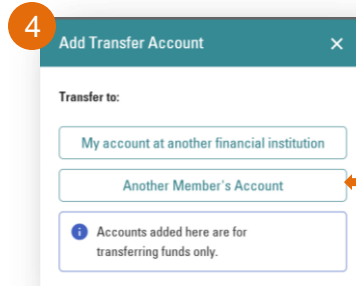 4
Add Transfer Account
Transfer to:
My account at another financial institution
Another Member's Account
Accounts added here are for
transferring funds only.